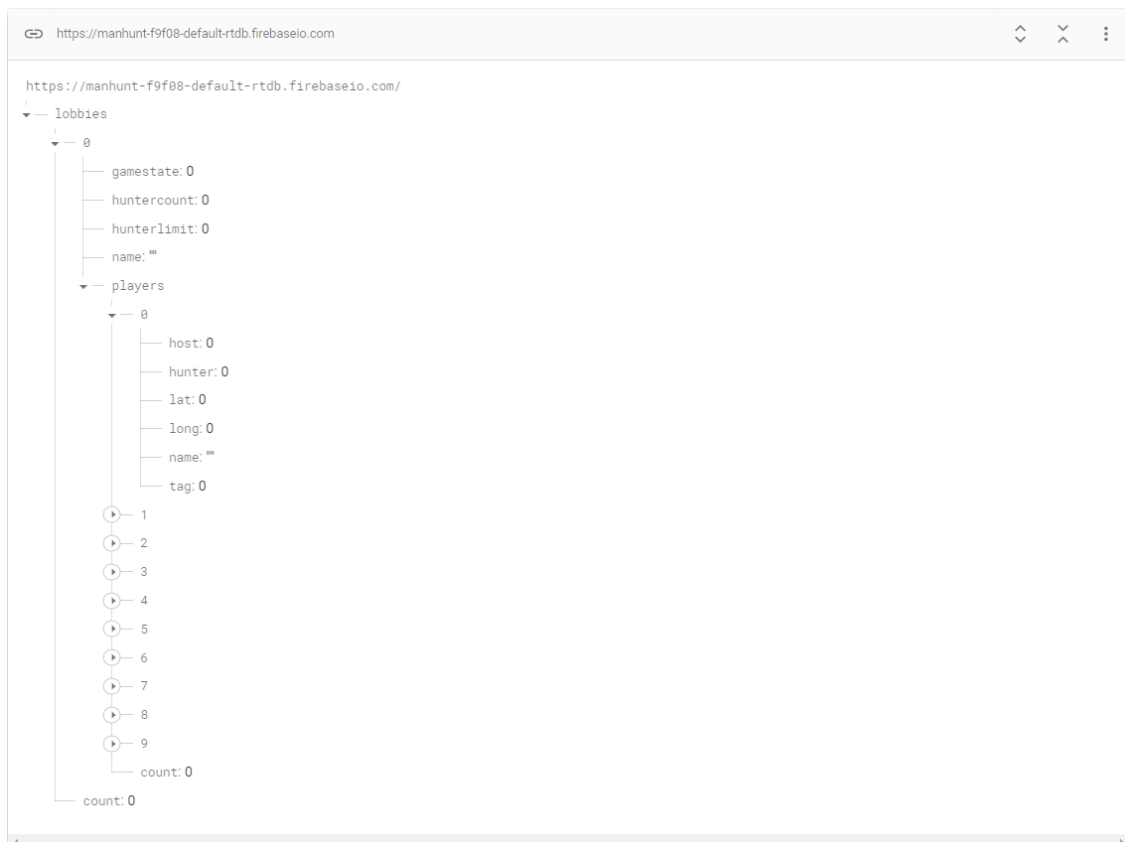 https://manhunt-f9f08-default-rtdb.firebaseio.com
https://manhunt-f9f08-default-rtdb.firebaseio.com/
lobbies
0
gamestate: 0
huntercount: 0
hunterlimit: 0
name: ""
players
0
host: 0
hunter: 0
lat: 0
long: 0
name: ""
tag: 0
1
2
3
4
5
6
7
8
9
count: 0
count: 0